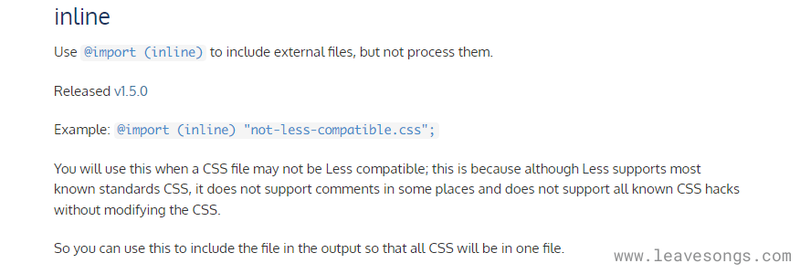 inline
Use @import (inline) to include external files, but not process them.
Released v1.5.0
Example: @import (inline) "not-less-compatible.css";
You will use this when a CSS file may not be Less compatible; this is because although Less supports most
known standards CSS, it does not support comments in some places and does not support all known CSS hacks
without modifying the CSS.
So you can use this to include the file in the output so that all CSS will be in one file.
www.leavesongs.com